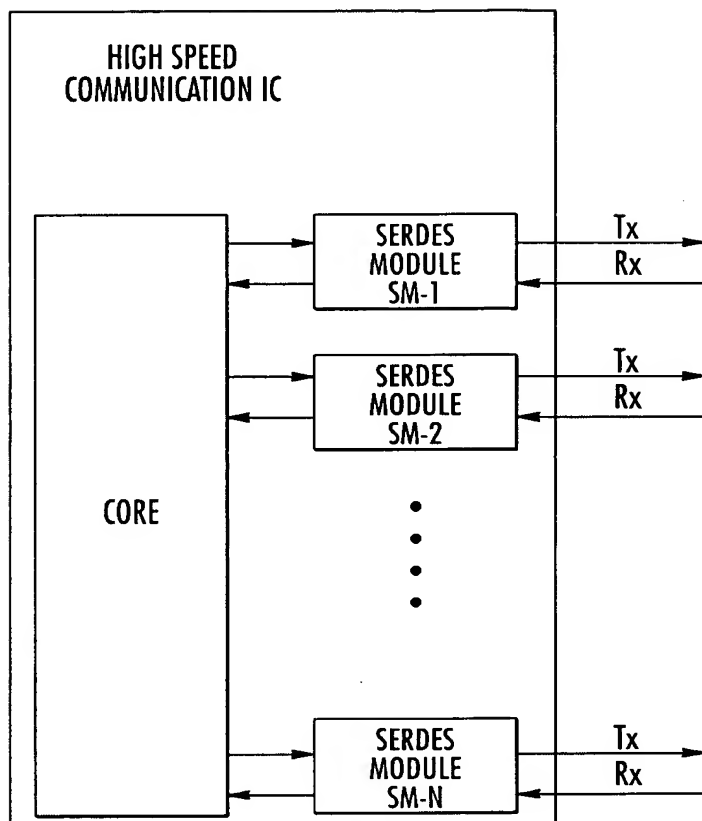 HIGH SPEED
COMMUNICATION IC
CORE
SERDES
MODULE
SM-1
Tx
Rx
SERDES
MODULE
SM-2
Tx
Rx
SERDES
MODULE
SM-N
Tx
Rx